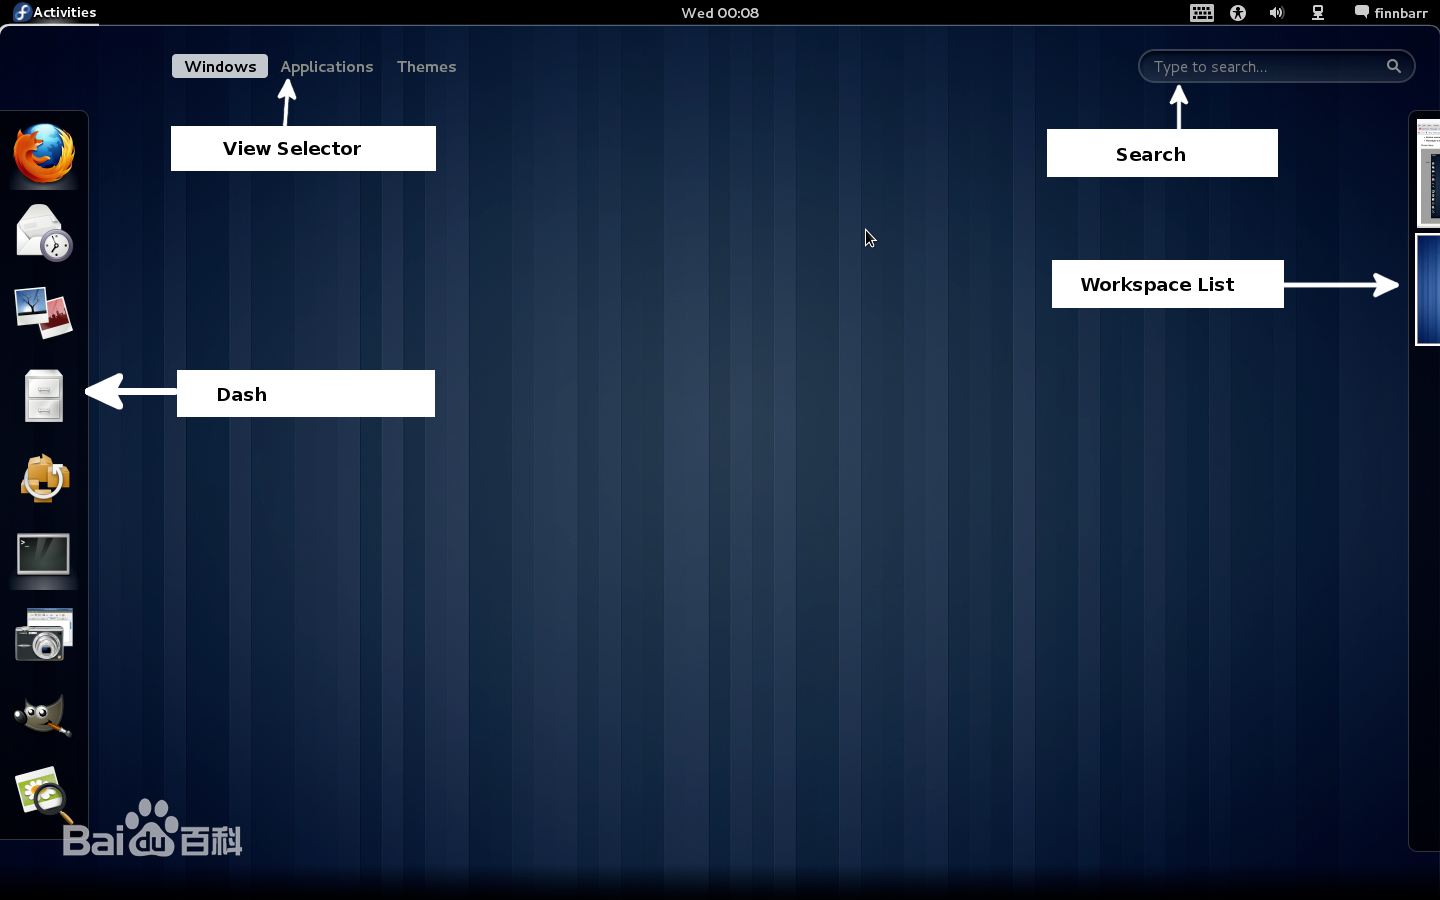 Activities
Wed 00:08
finnbarr
Windows Applications Themes
Type to search...
View Selector
Search
Workspace List
Dash
>_
Baidu百科